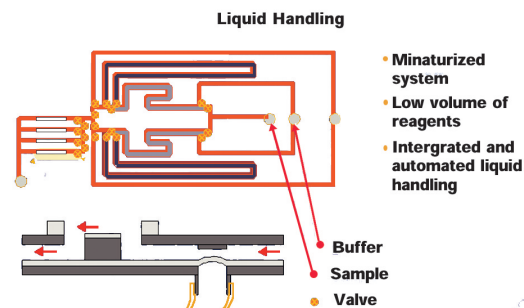 Liquid Handling
Minaturized
system
Low volume of
reagents
Intergrated and
automated liquid
handling
Buffer
Sample
Valve